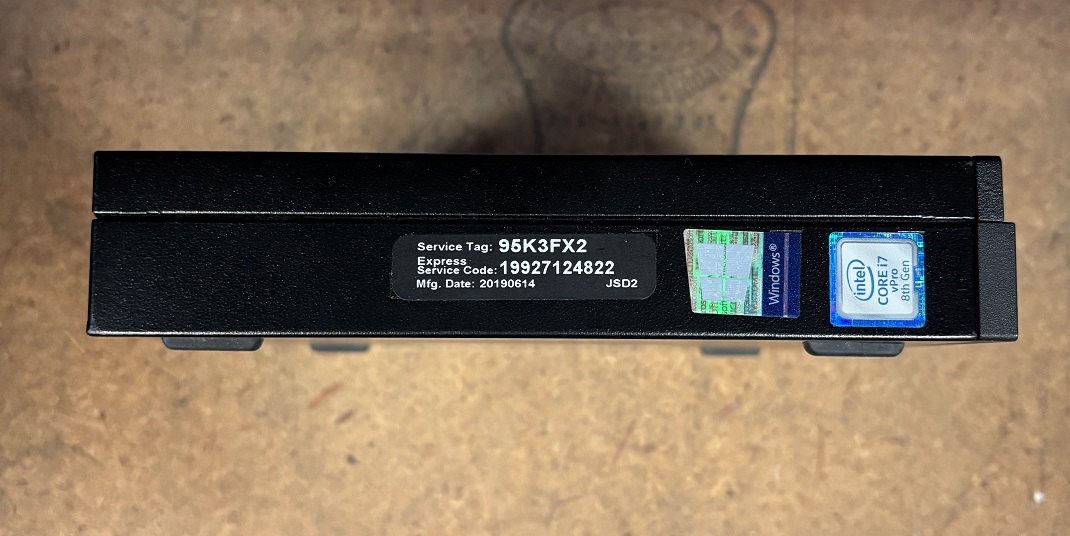 Service Tag: 95K3FX2
Express
Service Code: 19927124822
Mfg. Date: 20190614 JSD2
Windows®
intel
CORE i7
vPro
8th Gen